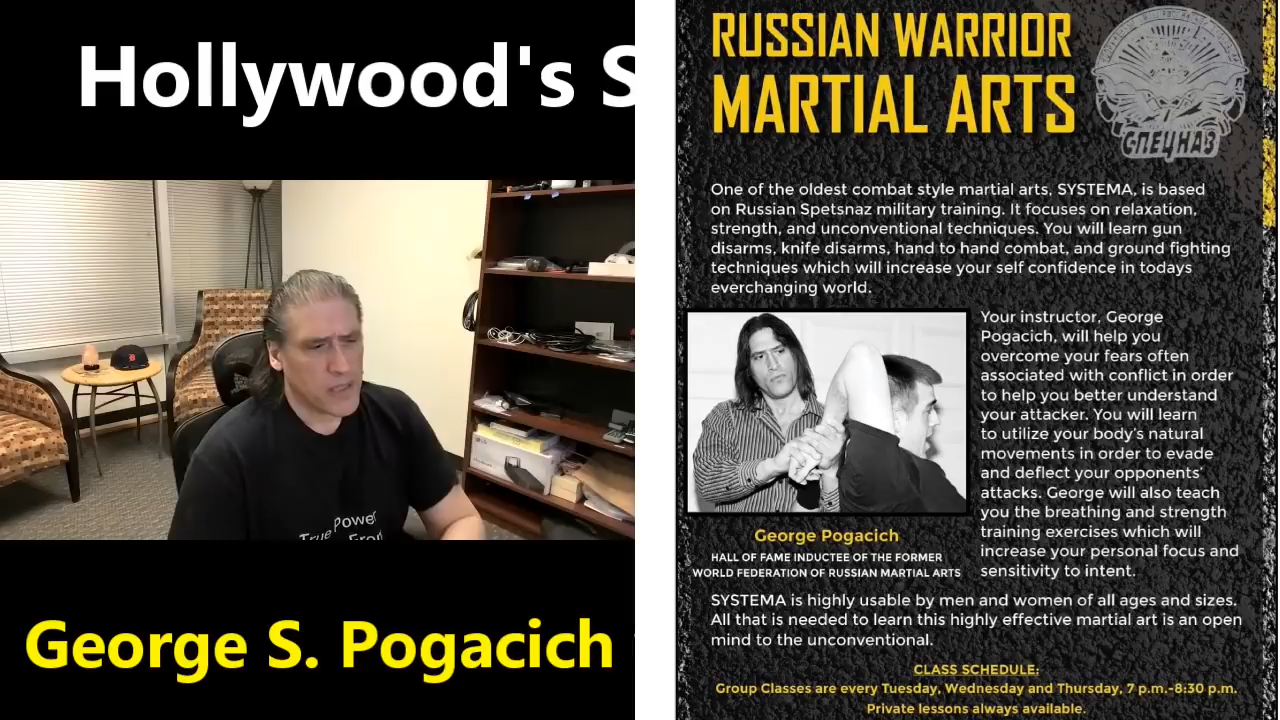 Hollywood's S
True Power
From
George S. Pogacich
RUSSIAN WARRIOR
MARTIAL ARTS
СПЕЦНАЗ
One of the oldest combat style martial arts, SYSTEMA, is based
on Russian Spetsnaz military training. It focuses on relaxation,
strength, and unconventional techniques. You will learn gun
disarms, knife disarms, hand to hand combat, and ground fighting
techniques which will increase your self confidence in todays
everchanging world.
Your instructor, George
Pogacich, will help you
overcome your fears often
associated with conflict in order
to help you better understand
your attacker. You will learn
to utilize your body's natural
movements in order to evade
and deflect your opponents'
attacks. George will also teach
you the breathing and strength
training exercises which will
increase your personal focus and
sensitivity to intent.
George Pogacich
HALL OF FAME INDUCTEE OF THE FORMER
WORLD FEDERATION OF RUSSIAN MARTIAL ARTS
SYSTEMA is highly usable by men and women of all ages and sizes.
All that is needed to learn this highly effective martial art is an open
mind to the unconventional.
CLASS SCHEDULE:
Group Classes are every Tuesday, Wednesday and Thursday, 7 p.m.-8:30 p.m.
Private lessons always available.